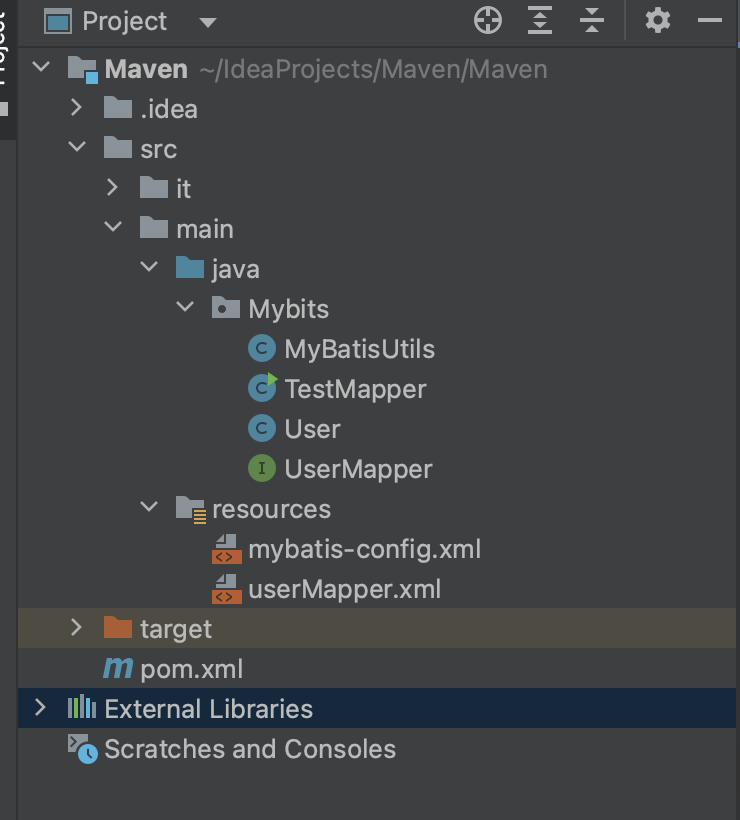 Project
Maven ~/IdeaProjects/Maven/Maven
.idea
src
it
main
java
Mybits
MyBatisUtils
TestMapper
User
UserMapper
resources
mybatis-config.xml
userMapper.xml
target
pom.xml
External Libraries
Scratches and Consoles